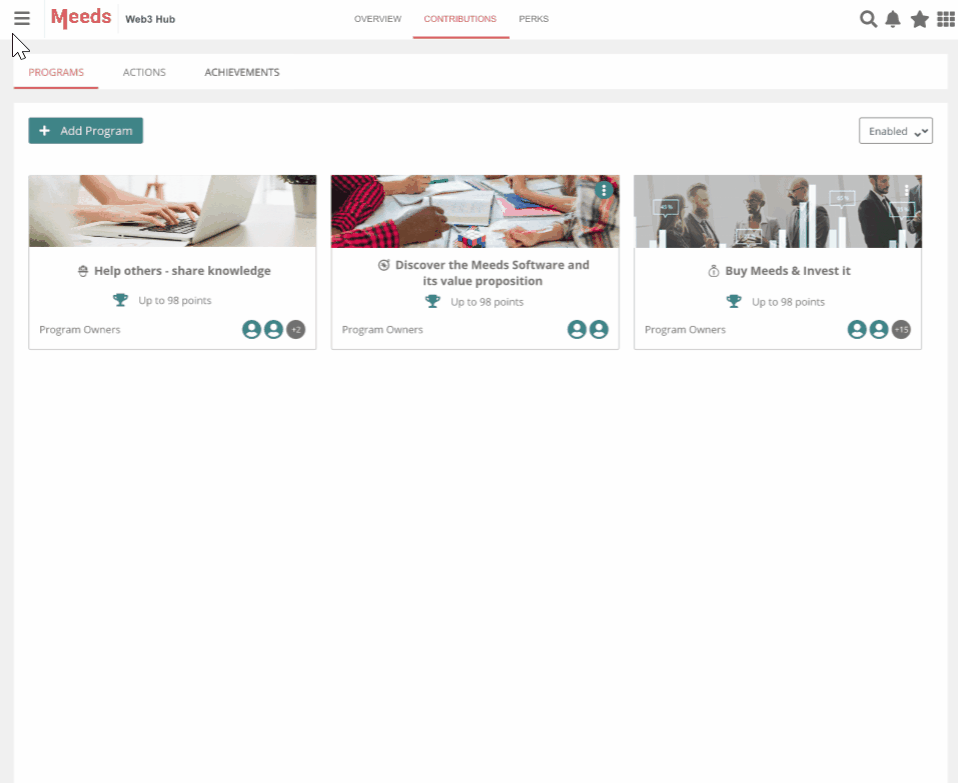 Meeds
Web3 Hub
OVERVIEW
CONTRIBUTIONS
PERKS
PROGRAMS
ACTIONS
ACHIEVEMENTS
+ Add Program
Enabled
Help others - share knowledge
Up to 98 points
Program Owners
+2
Discover the Meeds Software and
its value proposition
Up to 98 points
Program Owners
Buy Meeds & Invest it
Up to 98 points
Program Owners
+15